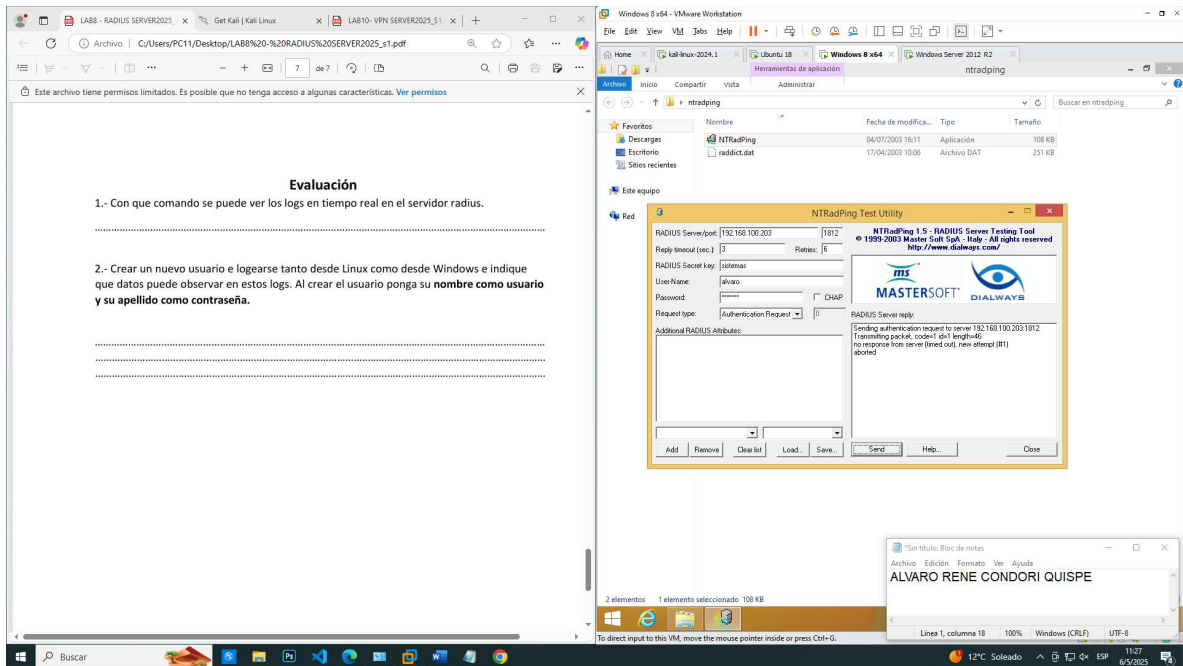 LAB8 - RADIUS SERVER2025_
Get Kali | Kali Linux
LAB10- VPN SERVER2025_S1.
Archivo
C:/Users/PC11/Desktop/LAB8%20-%20RADIUS%20SERVER2025_s1.pdf
7 de 7
Este archivo tiene permisos limitados. Es posible que no tenga acceso a algunas características. Ver permisos
Evaluación
1.- Con que comando se puede ver los logs en tiempo real en el servidor radius.
2.- Crear un nuevo usuario e logearse tanto desde Linux como desde Windows e indique
que datos puede observar en estos logs. Al crear el usuario ponga su nombre como usuario
y su apellido como contraseña.
Windows 8 x64 - VMware Workstation
File Edit View VM Tabs Help
Home
kali-linux-2024.1
Ubuntu 18
Windows 8 x64
Windows Server 2012 R2
Herramientas de aplicación
ntradping
Archivo Inicio Compartir Vista Administrar
ntradping
Buscar en ntradping
Favoritos
Descargas
Escritorio
Sitios recientes
Este equipo
Red
Nombre Fecha de modifica... Tipo Tamaño
NTRadPing 04/07/2003 16:11 Aplicación 108 KB
raddict.dat 17/04/2003 10:06 Archivo DAT 251 KB
NTRadPing Test Utility
RADIUS Server/port: 192.168.100.203 1812
Reply timeout (sec.): 3 Retries: 6
RADIUS Secret key: sistemas
User-Name: alvaro
Password: ******* CHAP
Request type: Authentication Request 0
Additional RADIUS Attributes:
Add Remove Clear list Load... Save...
NTRadPing 1.5 - RADIUS Server Testing Tool
© 1999-2003 Master Soft SpA - Italy - All rights reserved
http://www.dialways.com/
ms
MASTERSOFT
DIALWAYS
RADIUS Server reply:
Sending authentication request to server 192.168.100.203:1812
Transmitting packet, code=1 id=1 length=46
no response from server (timed out), new attempt (#1)
aborted
Send Help... Close
*Sin título: Bloc de notas
Archivo Edición Formato Ver Ayuda
ALVARO RENE CONDORI QUISPE
Línea 1, columna 18 100% Windows (CRLF) UTF-8
2 elementos 1 elemento seleccionado 108 KB
To direct input to this VM, move the mouse pointer inside or press Ctrl+G.
Buscar
12°C Soleado
ESP
11:27
6/5/2025